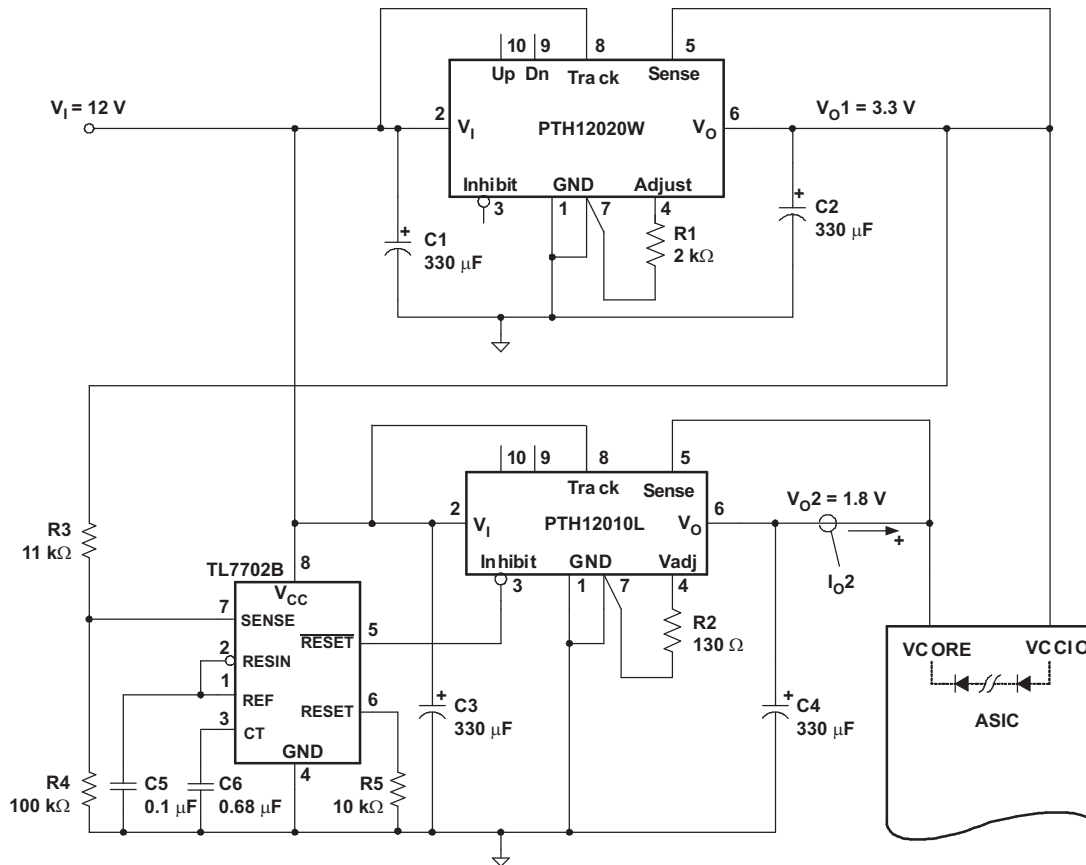 10 9 8 5
Up Dn Track Sense
V_I = 12 V
2 V_I PTH12020W V_O 6
V_O1 = 3.3 V
Inhibit GND Adjust
3 1 7 4
+ C1
330 μF
R1
2 kΩ
+ C2
330 μF
10 9 8 5
Track Sense
2 V_I PTH12010L V_O 6
V_O2 = 1.8 V
+
I_O2
Inhibit GND Vadj
3 1 7 4
R2
130 Ω
R3
11 kΩ
TL7702B
8
V_CC
7 SENSE
R̅E̅S̅E̅T̅ 5
2 RESIN
1 REF
RESET 6
3 CT
GND
4
+ C3
330 μF
+ C4
330 μF
R4
100 kΩ
C5
0.1 μF
C6
0.68 μF
R5
10 kΩ
VCORE VCCIO
ASIC